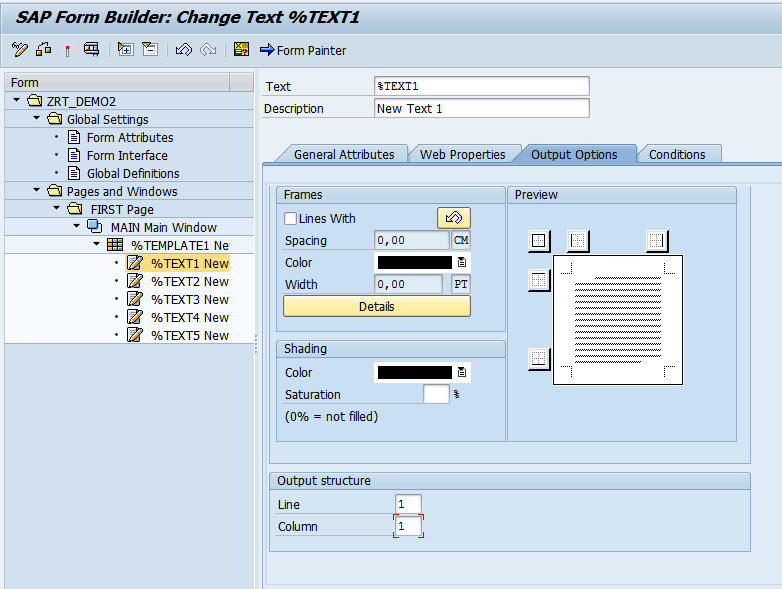 SAP Form Builder: Change Text %TEXT1
Form Painter
Form
ZRT_DEMO2
Global Settings
Form Attributes
Form Interface
Global Definitions
Pages and Windows
FIRST Page
MAIN Main Window
%TEMPLATE1 Ne
%TEXT1 New
%TEXT2 New
%TEXT3 New
%TEXT4 New
%TEXT5 New
Text %TEXT1
Description New Text 1
General Attributes Web Properties Output Options Conditions
Frames
Lines With
Spacing 0,00 CM
Color
Width 0,00 PT
Details
Shading
Color
Saturation %
(0% = not filled)
Preview
Output structure
Line 1
Column 1